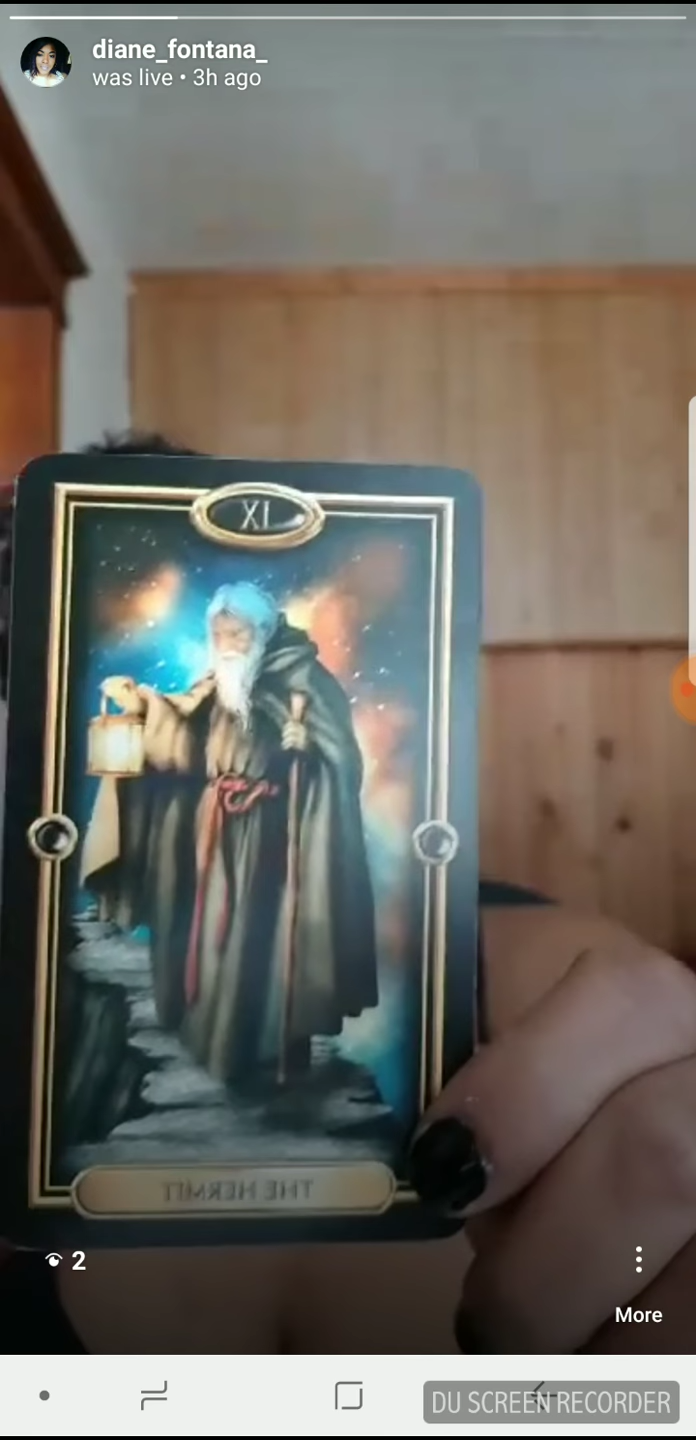 diane_fontana_
was live • 3h ago
XI
THE HERMIT
2
More
DU SCREEN RECORDER